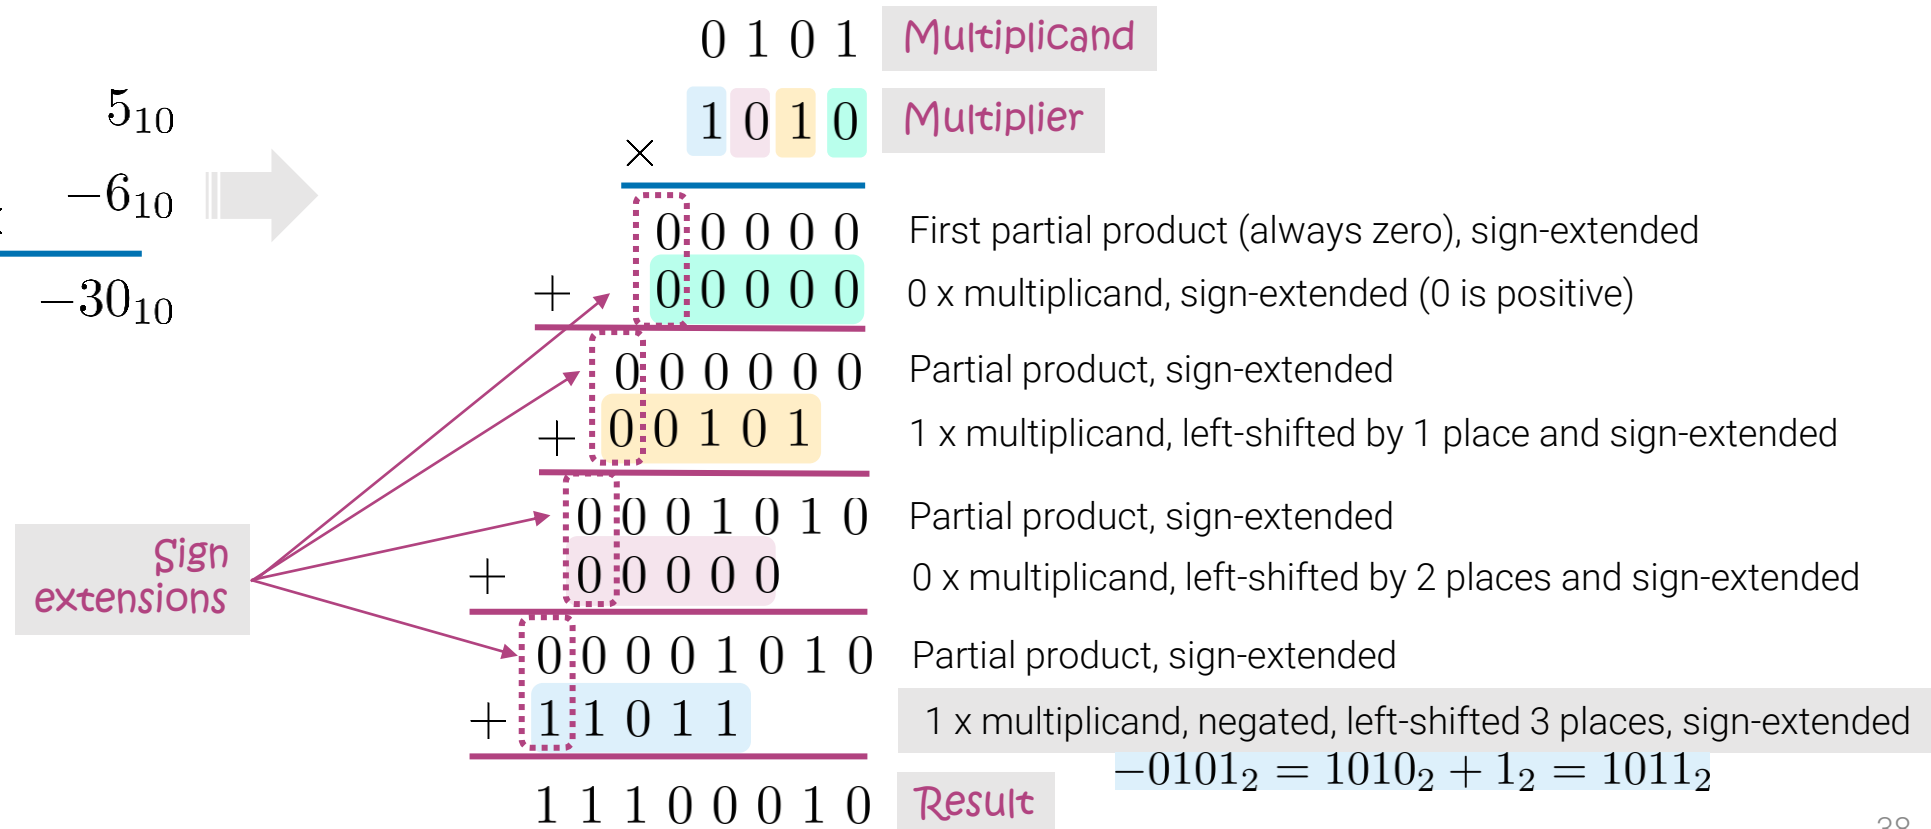 0 1 0 1 Multiplicand
5₁₀
1 0 1 0 Multiplier
×
−6₁₀
0 0 0 0 0 First partial product (always zero), sign-extended
+ 0 0 0 0 0 0 x multiplicand, sign-extended (0 is positive)
−30₁₀
0 0 0 0 0 0 Partial product, sign-extended
+ 0 0 1 0 1 1 x multiplicand, left-shifted by 1 place and sign-extended
0 0 0 1 0 1 0 Partial product, sign-extended
Sign
extensions
+ 0 0 0 0 0 0 x multiplicand, left-shifted by 2 places and sign-extended
0 0 0 0 1 0 1 0 Partial product, sign-extended
+ 1 1 0 1 1 1 x multiplicand, negated, left-shifted 3 places, sign-extended
−0101₂ = 1010₂ + 1₂ = 1011₂
1 1 1 0 0 0 1 0 Result